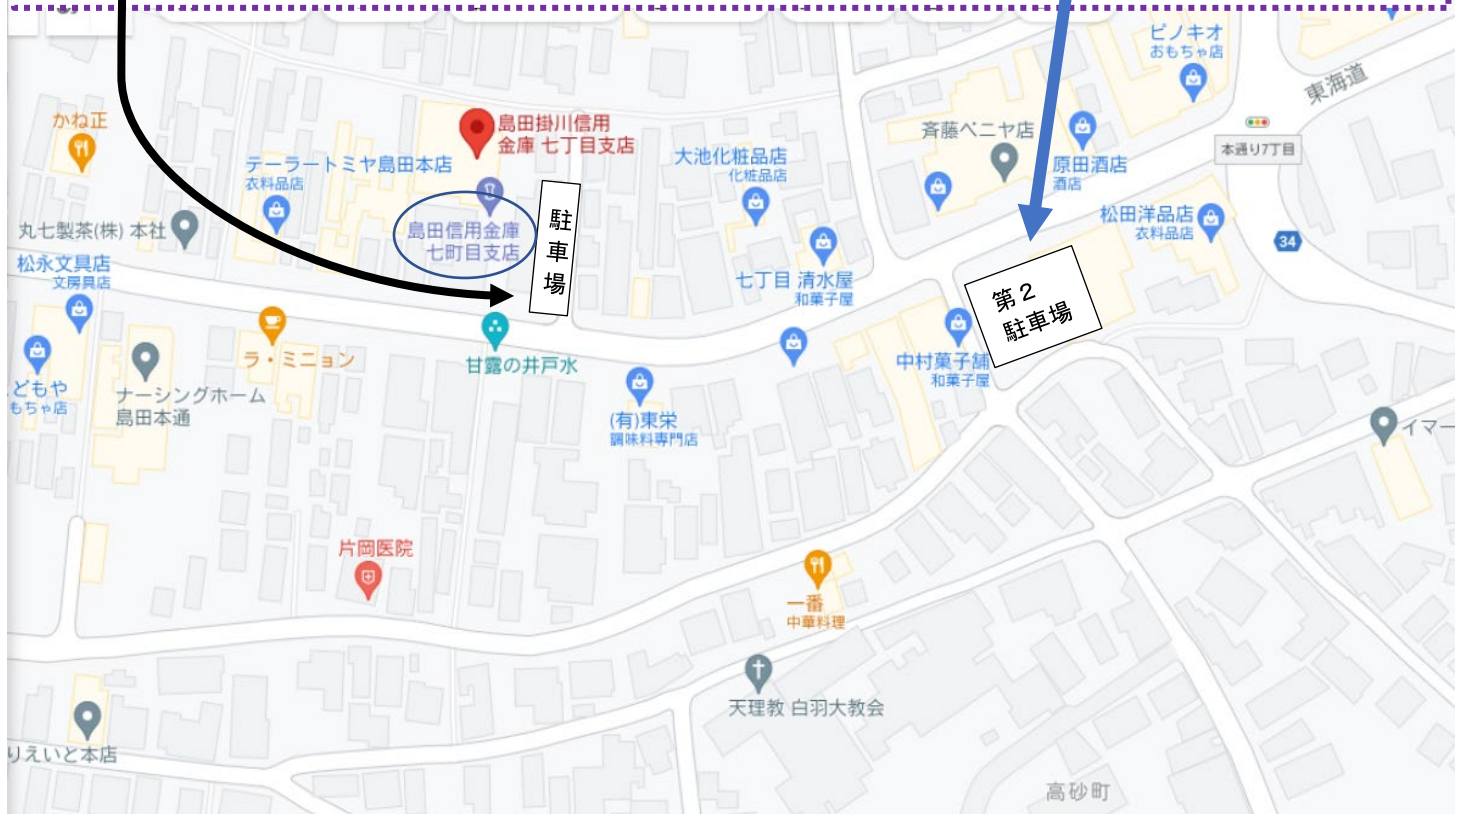 ピノキオ
おもちゃ店
東海道
かね正
島田掛川信用
金庫 七丁目支店
斉藤ベニヤ店
本通り7丁目
テーラートミヤ島田本店
衣料品店
大池化粧品店
化粧品店
原田酒店
酒店
丸七製茶(株) 本社
島田信用金庫
七町目支店
駐車場
松田洋品店
衣料品店
34
松永文具店
文房具店
七丁目 清水屋
和菓子屋
第2
駐車場
ラ・ミニョン
甘露の井戸水
中村菓子舗
和菓子屋
どもや
もちゃ店
ナーシングホーム
島田本通
(有)東栄
調味料専門店
イマー
片岡医院
一番
中華料理
天理教 白羽大教会
りえいと本店
高砂町